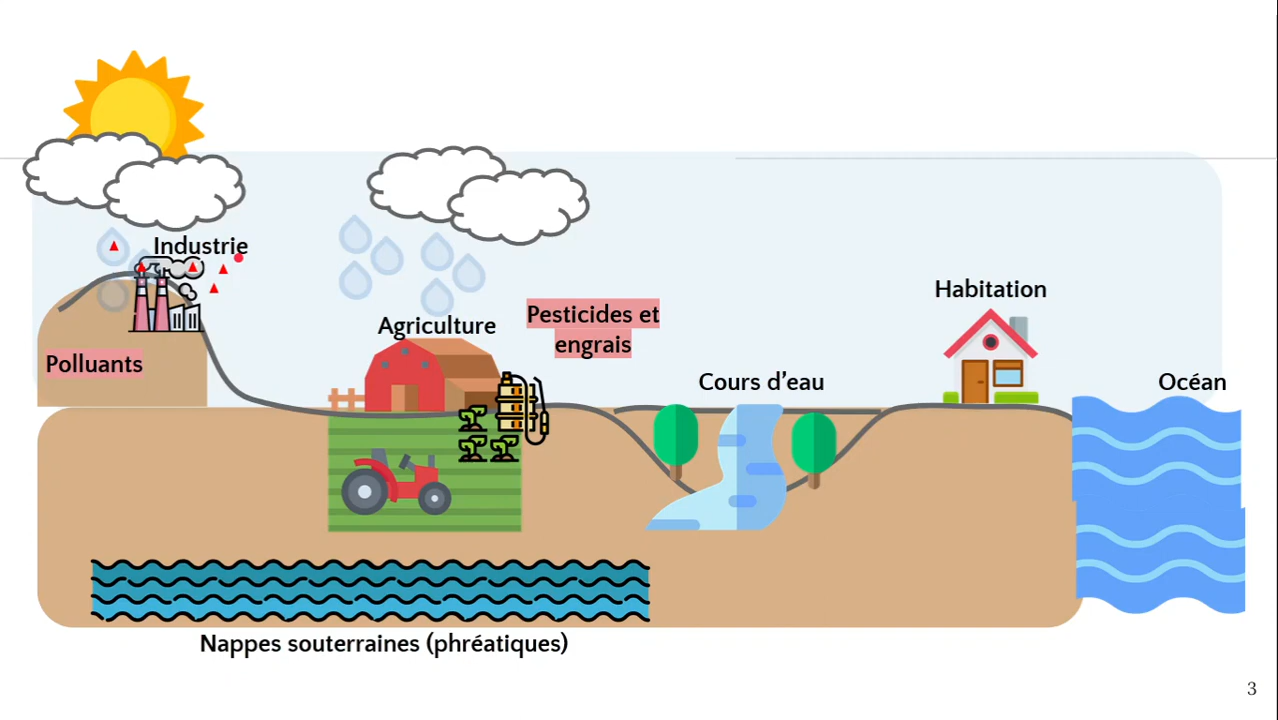 Industrie
Habitation
Pesticides et
engrais
Agriculture
Polluants
Cours d’eau
Océan
Nappes souterraines (phréatiques)
3